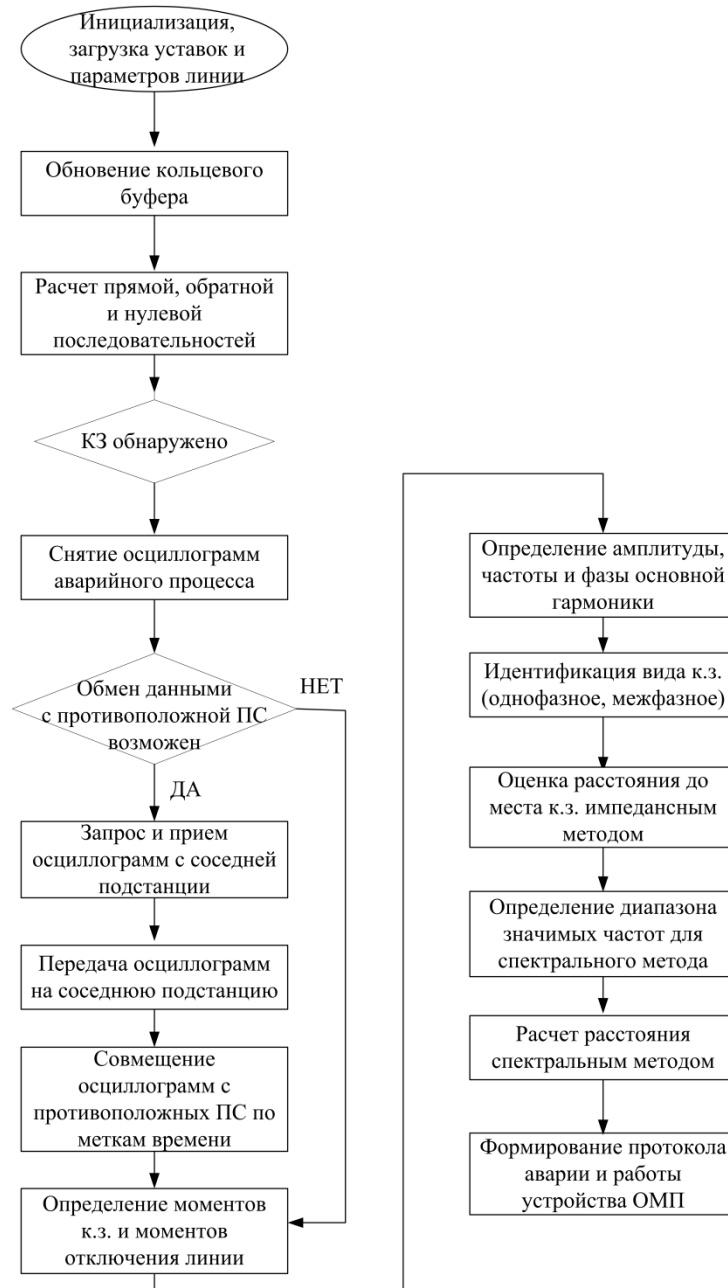 Инициализация,
загрузка уставок и
параметров линии
Обновение кольцевого
буфера
Расчет прямой, обратной
и нулевой
последовательностей
КЗ обнаружено
Снятие осциллограмм
аварийного процесса
Обмен данными
с противоположной ПС
возможен
НЕТ
ДА
Запрос и прием
осциллограмм с соседней
подстанции
Передача осциллограмм
на соседнюю подстанцию
Совмещение
осциллограмм с
противоположных ПС по
меткам времени
Определение моментов
к.з. и моментов
отключения линии
Определение амплитуды,
частоты и фазы основной
гармоники
Идентификация вида к.з.
(однофазное, межфазное)
Оценка расстояния до
места к.з. импедансным
методом
Определение диапазона
значимых частот для
спектрального метода
Расчет расстояния
спектральным методом
Формирование протокола
аварии и работы
устройства ОМП